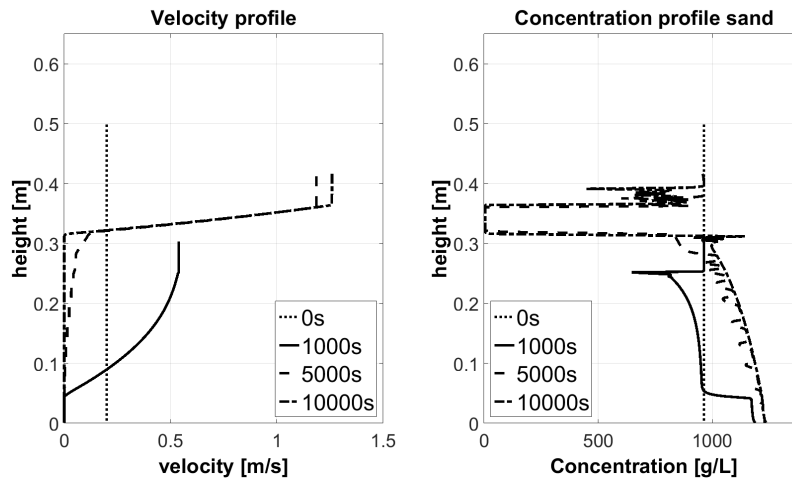 Velocity profile
height [m]
0.6
0.5
0.4
0.3
0.2
0.1
0
0
0.5
1
1.5
velocity [m/s]
0s
1000s
5000s
10000s
Concentration profile sand
height [m]
0.6
0.5
0.4
0.3
0.2
0.1
0
0
500
1000
Concentration [g/L]
0s
1000s
5000s
10000s